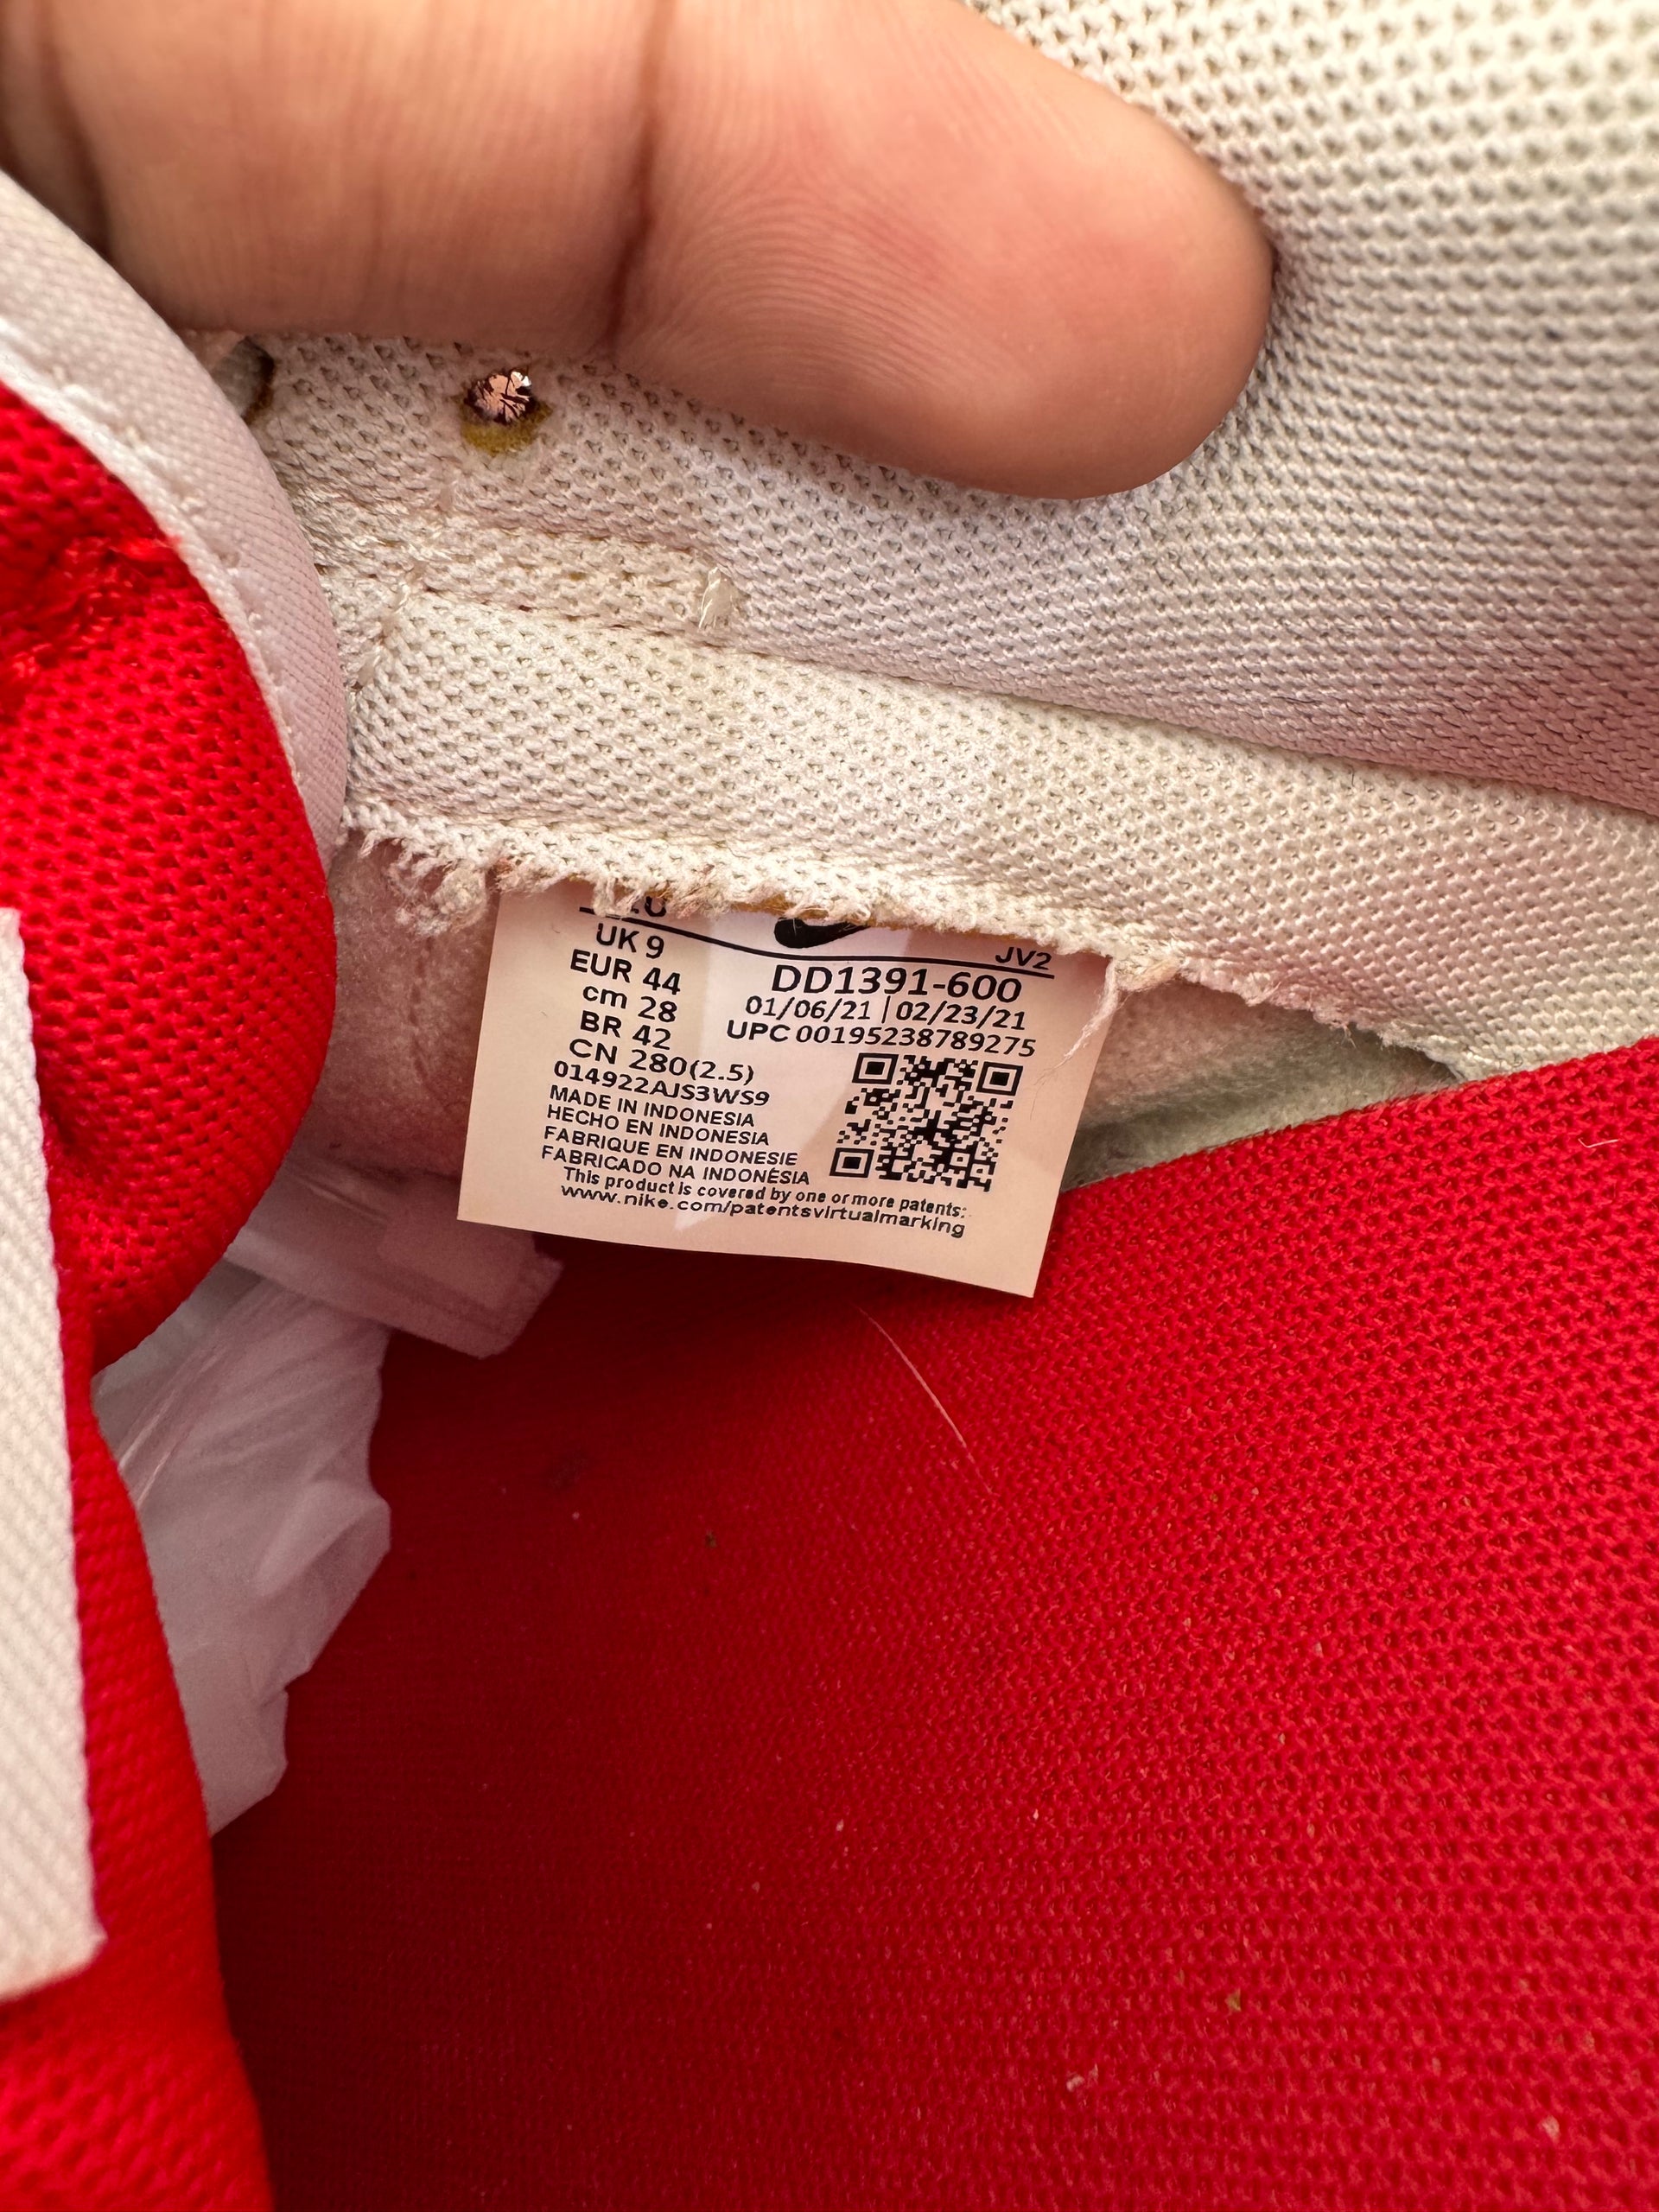 UK 9
EUR 44
cm 28
BR 42
CN 280(2.5)
014922AJS3WS9
MADE IN INDONESIA
HECHO EN INDONESIA
FABRIQUE EN INDONESIE
FABRICADO NA INDONÉSIA
This product is covered by one or more patents:
www.nike.com/patentsvirtualmarking
JV2
DD1391-600
01/06/21 | 02/23/21
UPC 00195238789275